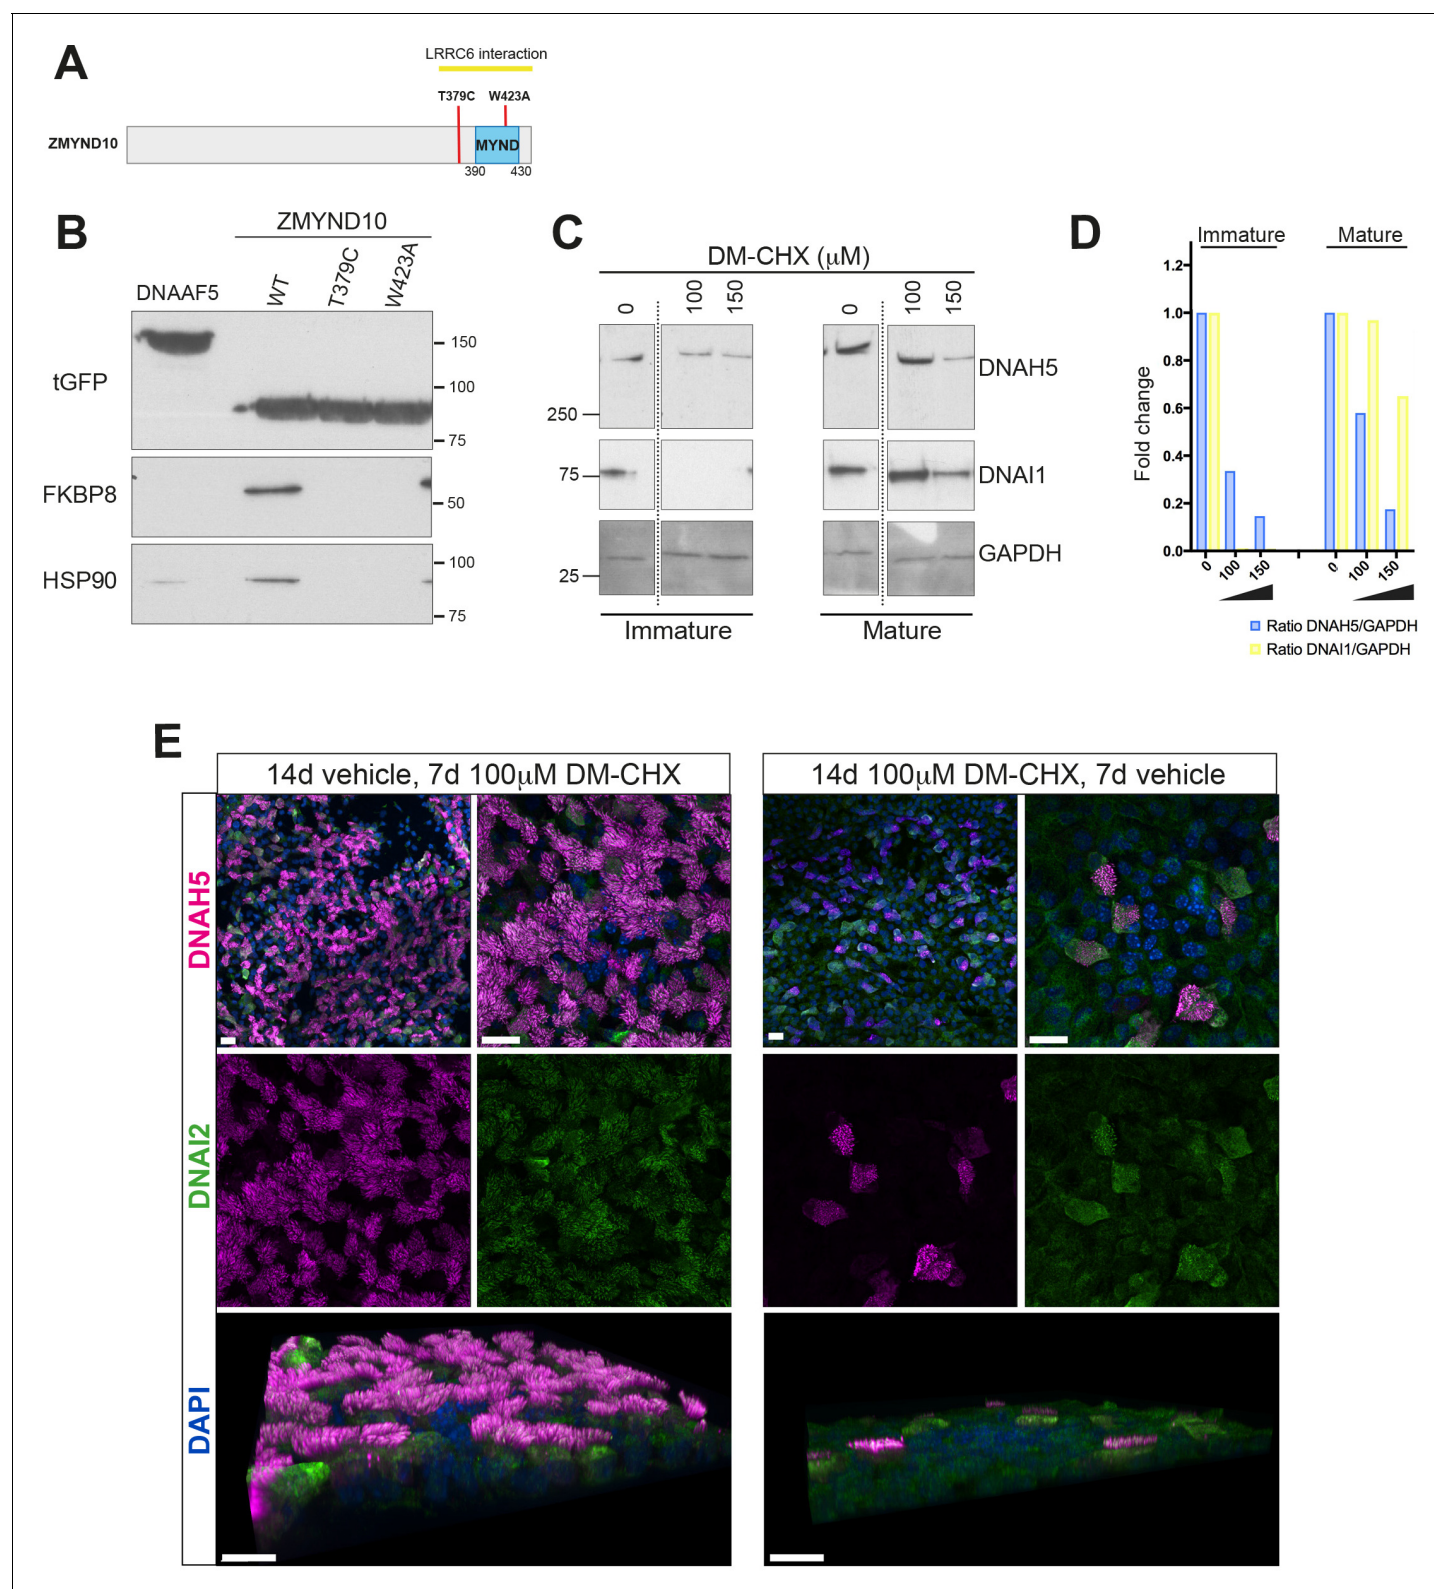 A
LRRC6 interaction
T379C W423A
ZMYND10
MYND
390 430
B
ZMYND10
DNAAF5
WT
T379C
W423A
tGFP
150
100
75
FKBP8
50
HSP90
100
75
C
DM-CHX (μM)
0 100 150 0 100 150
DNAH5
250
75
DNAI1
GAPDH
25
Immature Mature
D
Immature Mature
Fold change
1.2
1.0
0.8
0.6
0.4
0.2
0.0
0 100 150 0 100 150
Ratio DNAH5/GAPDH
Ratio DNAI1/GAPDH
E
14d vehicle, 7d 100μM DM-CHX
14d 100μM DM-CHX, 7d vehicle
DNAH5
DNAI2
DAPI